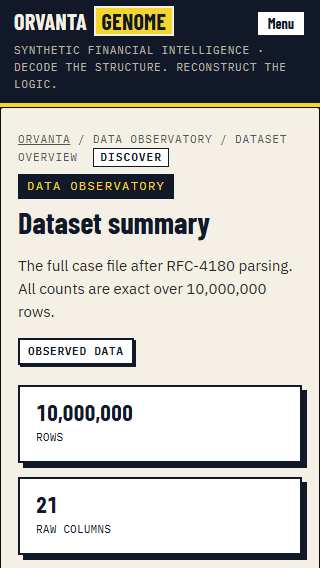 ORVANTA GENOME
Menu
SYNTHETIC FINANCIAL INTELLIGENCE ·
DECODE THE STRUCTURE. RECONSTRUCT THE
LOGIC.
ORVANTA / DATA OBSERVATORY / DATASET
OVERVIEW DISCOVER
DATA OBSERVATORY
Dataset summary
The full case file after RFC-4180 parsing.
All counts are exact over 10,000,000
rows.
OBSERVED DATA
10,000,000
ROWS
21
RAW COLUMNS